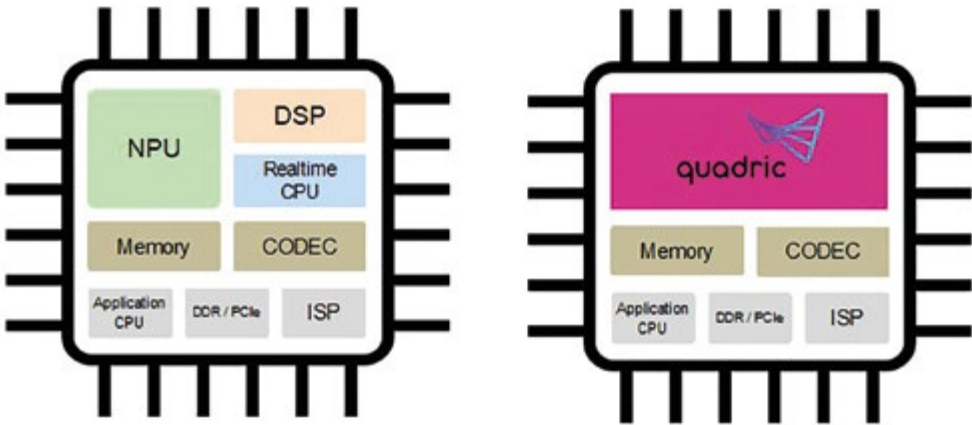 NPU
DSP
Realtime
CPU
Memory
CODEC
Application
CPU
DDR / PCIe
ISP
quadric
Memory
CODEC
Application
CPU
DDR / PCIe
ISP